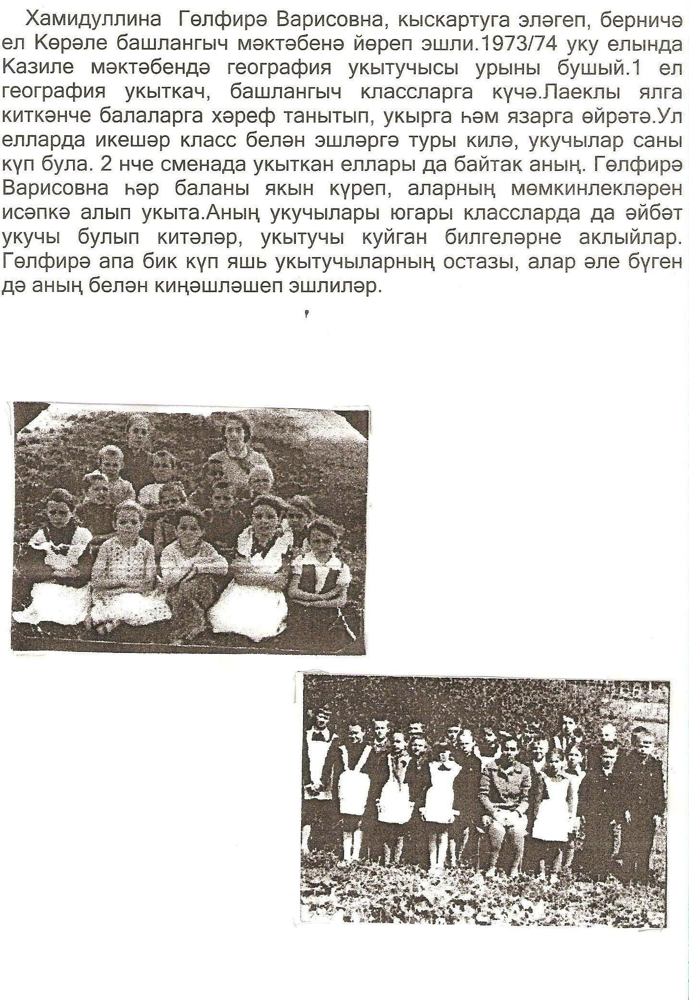 Хамидуллина Гөлфирә Варисовна, кыскартуга эләгеп, берничә
ел Көрәле башлангыч мәктәбенә йөреп эшли.1973/74 уку елында
Казиле мәктәбендә география укытучысы урыны бушый.1 ел
география укыткач, башлангыч классларга күчә.Лаеклы ялга
киткәнче балаларга хәреф танытып, укырга һәм язарга өйрәтә.Ул
елларда икешәр класс белән эшләргә туры килә, укучылар саны
күп була. 2 нче сменада укыткан еллары да байтак аның. Гөлфирә
Варисовна һәр баланы якын күреп, аларның мөмкинлекләрен
исәпкә алып укыта.Аның укучылары югары классларда да әйбәт
укучы булып китәләр, укытучы куйган билгеләрне аклыйлар.
Гөлфирә апа бик күп яшь укытучыларның остазы, алар әле бүген
дә аның белән киңәшләшеп эшлиләр.